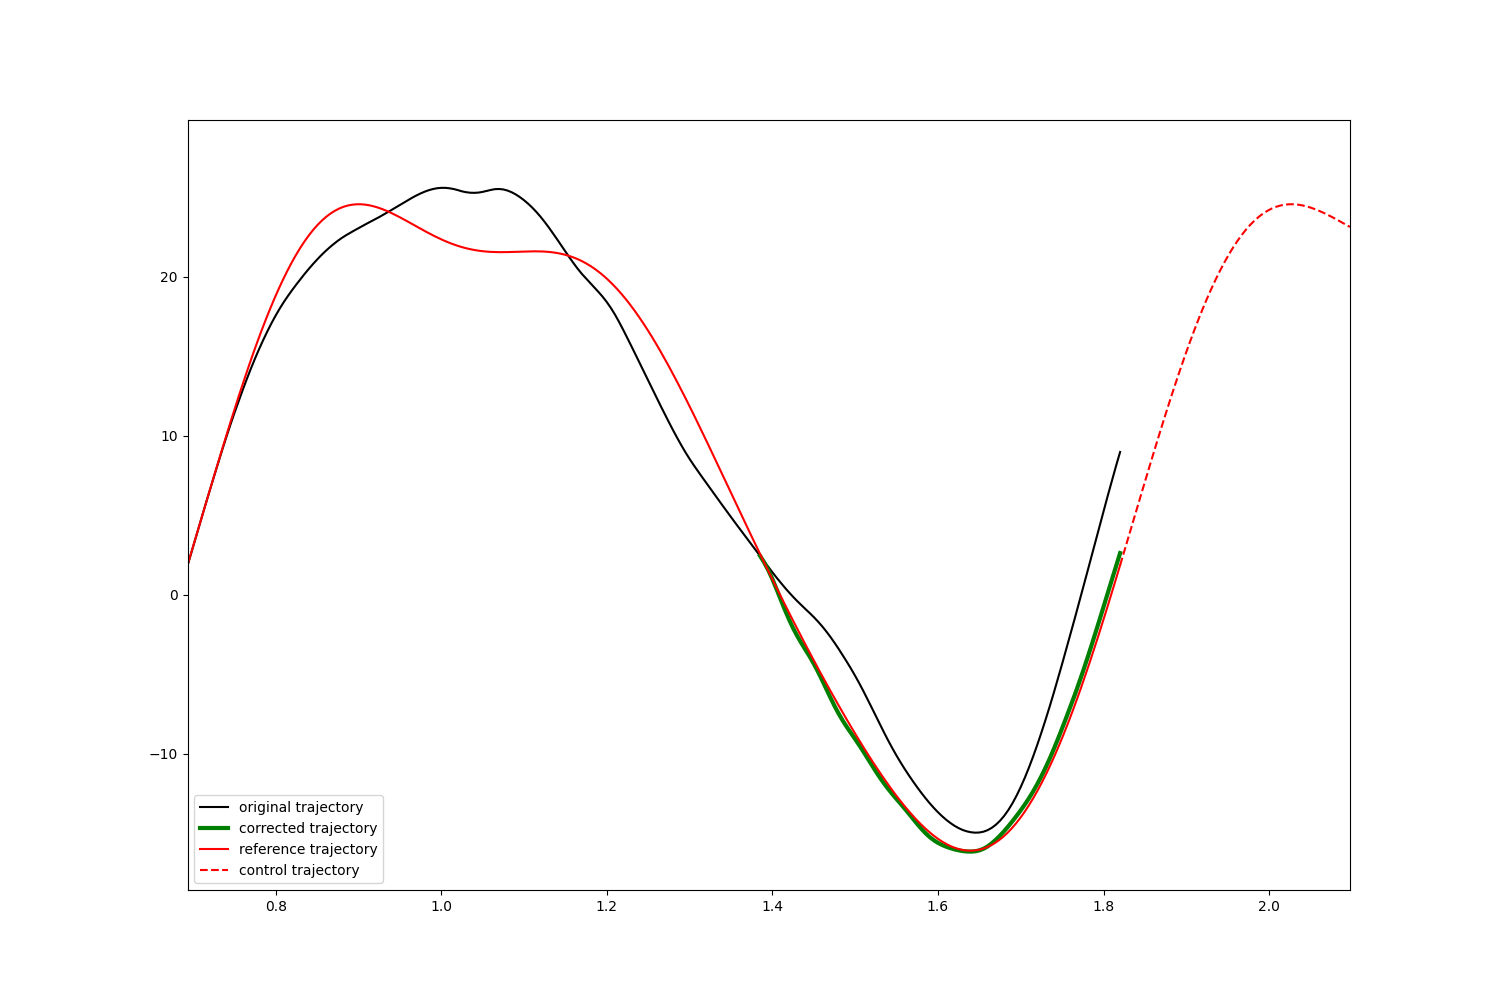 20
10
0
−10
0.8 1.0 1.2 1.4 1.6 1.8 2.0
original trajectory
corrected trajectory
reference trajectory
control trajectory